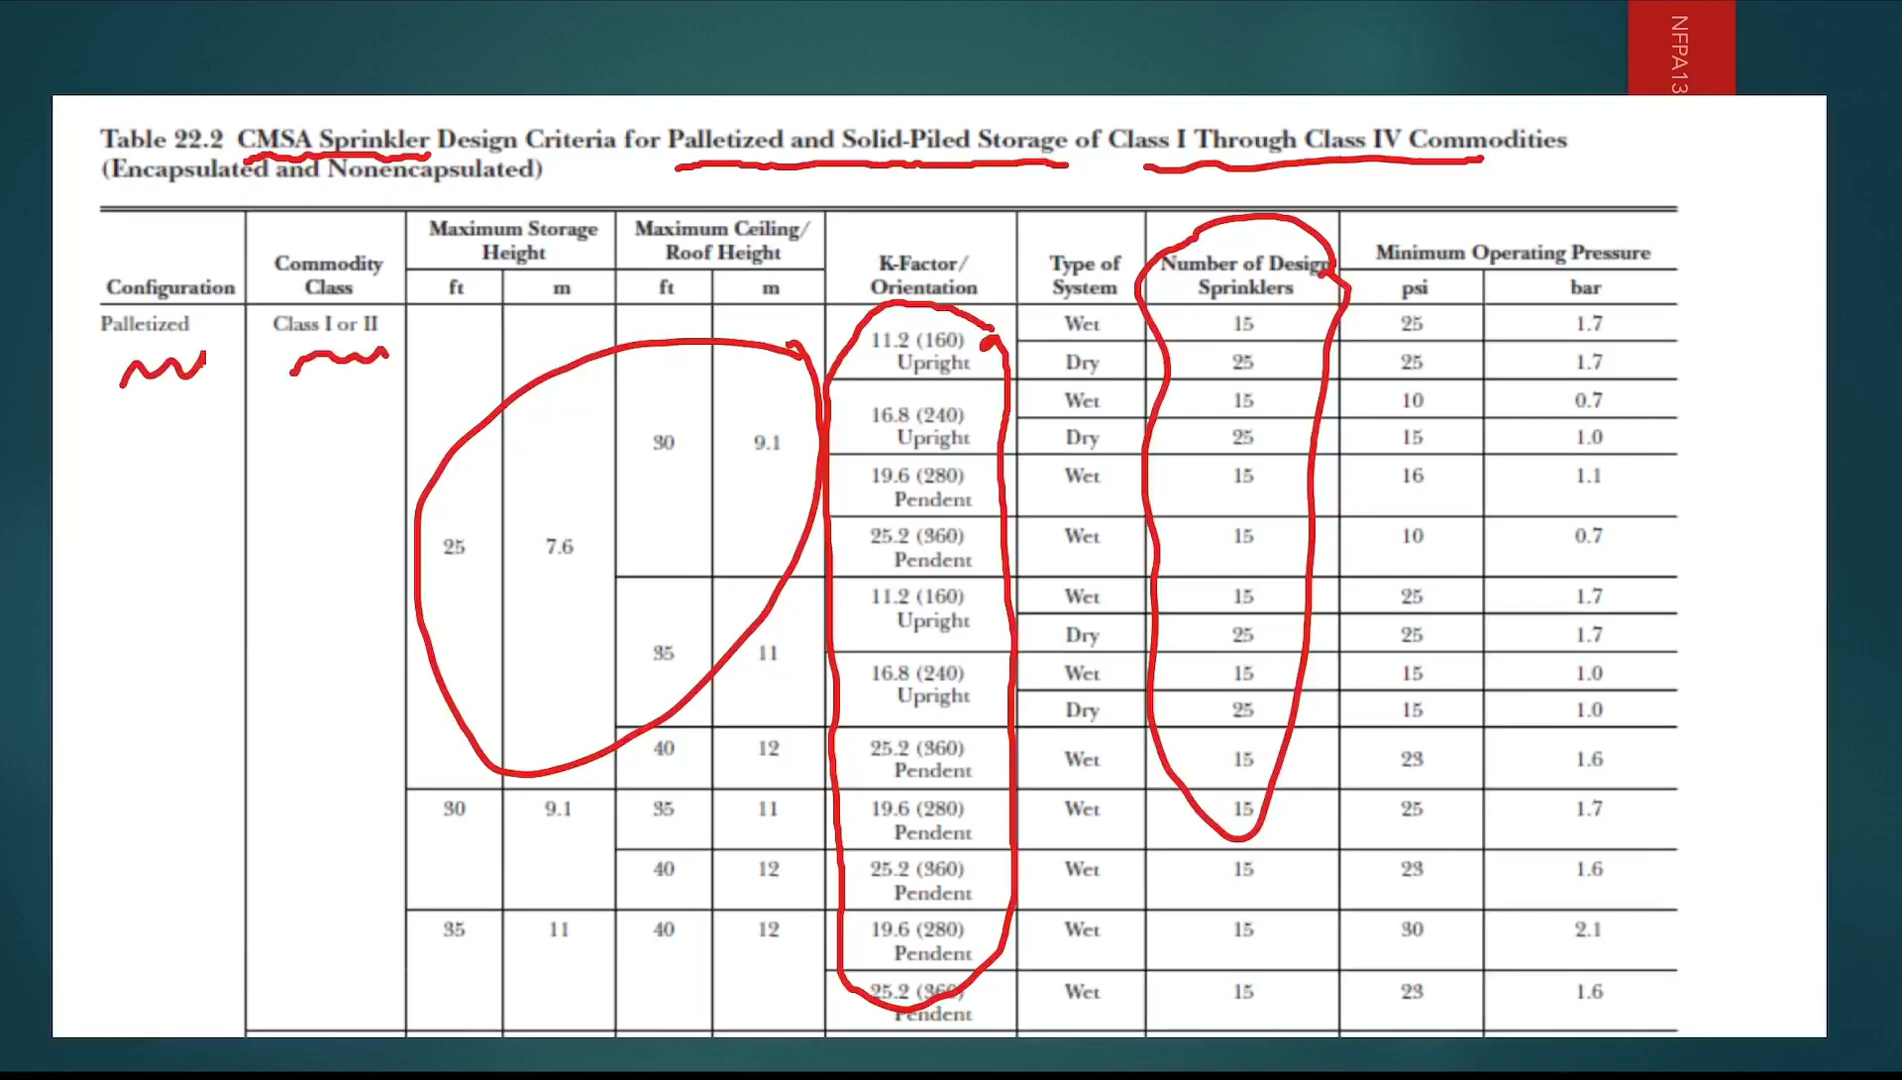 NFPA13
Table 22.2 CMSA Sprinkler Design Criteria for Palletized and Solid-Piled Storage of Class I Through Class IV Commodities
(Encapsulated and Nonencapsulated)
Configuration Commodity Class Maximum Storage Height Maximum Ceiling/ Roof Height K-Factor/ Orientation Type of System Number of Design Sprinklers Minimum Operating Pressure
ft m ft m psi bar
Palletized Class I or II 25 7.6 30 9.1 11.2 (160) Upright Wet 15 25 1.7
Dry 25 25 1.7
16.8 (240) Upright Wet 15 10 0.7
Dry 25 15 1.0
19.6 (280) Pendent Wet 15 16 1.1
25.2 (360) Pendent Wet 15 10 0.7
35 11 11.2 (160) Upright Wet 15 25 1.7
Dry 25 25 1.7
16.8 (240) Upright Wet 15 15 1.0
Dry 25 15 1.0
40 12 25.2 (360) Pendent Wet 15 23 1.6
30 9.1 35 11 19.6 (280) Pendent Wet 15 25 1.7
40 12 25.2 (360) Pendent Wet 15 23 1.6
35 11 40 12 19.6 (280) Pendent Wet 15 30 2.1
25.2 (360) Pendent Wet 15 23 1.6